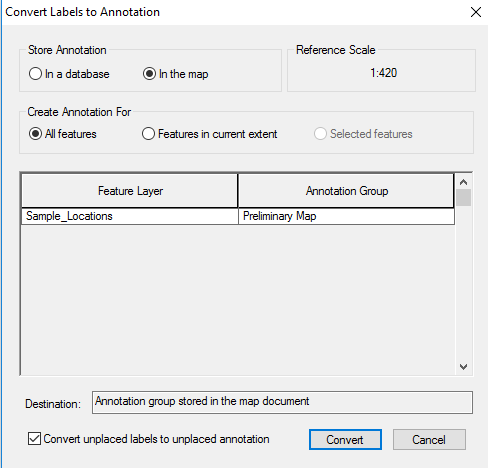 Convert Labels to Annotation
Store Annotation
In a database
In the map
Reference Scale
1:420
Create Annotation For
All features
Features in current extent
Selected features
Feature Layer
Annotation Group
Sample_Locations
Preliminary Map
Destination:
Annotation group stored in the map document
Convert unplaced labels to unplaced annotation
Convert
Cancel